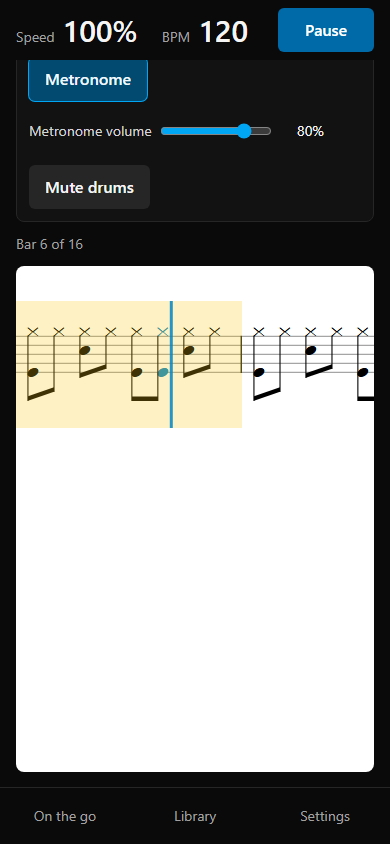 Speed 100% BPM 120 Pause
Metronome
Metronome volume 80%
Mute drums
Bar 6 of 16
On the go Library Settings